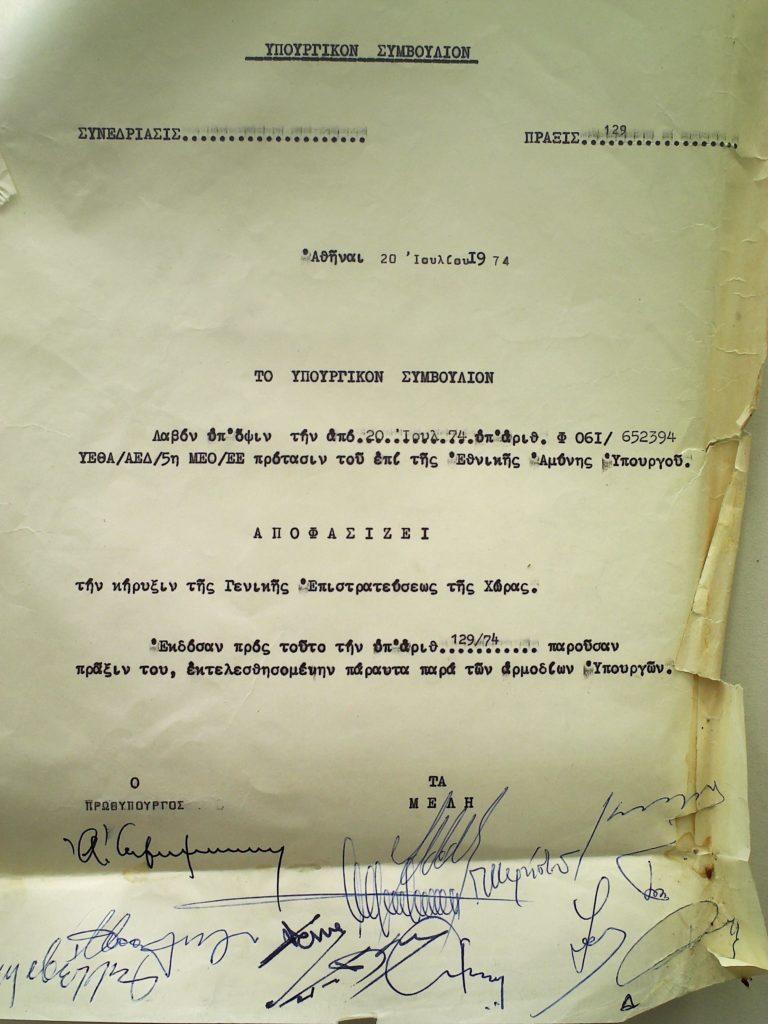 ΥΠΟΥΡΓΙΚΟΝ ΣΥΜΒΟΥΛΙΟΝ
ΣΥΝΕΔΡΙΑΣΙΣ.................... ΠΡΑΞΙΣ..129..............
Ἀθῆναι 20 Ἰουλίου 1974
ΤΟ ΥΠΟΥΡΓΙΚΟΝ ΣΥΜΒΟΥΛΙΟΝ
Λαβόν ὑπ'ὄψιν τήν ἀπό.20..Ἰουλ.74.ὑπ'ἀριθ. Φ 061/ 652394
ΥΕΘΑ/ΑΕΔ/5η ΜΕΟ/ΕΕ πρότασιν τοῦ ἐπί τῆς Ἐθνικῆς Ἀμύνης Ὑπουργοῦ.
Α Π Ο Φ Α Σ Ι Ζ Ε Ι
τήν κήρυξιν τῆς Γενικῆς Ἐπιστρατεύσεως τῆς Χώρας.
Ἐκδόσαν πρός τοῦτο τήν ὑπ'ἀριθ.129/74............ παροῦσαν
πρᾶξιν του, ἐκτελεσθησομένην πάραυτα παρά τῶν ἁρμοδίων Ὑπουργῶν.
Ο ΤΑ
ΠΡΩΘΥΠΟΥΡΓΟΣ ΜΕΛΗ